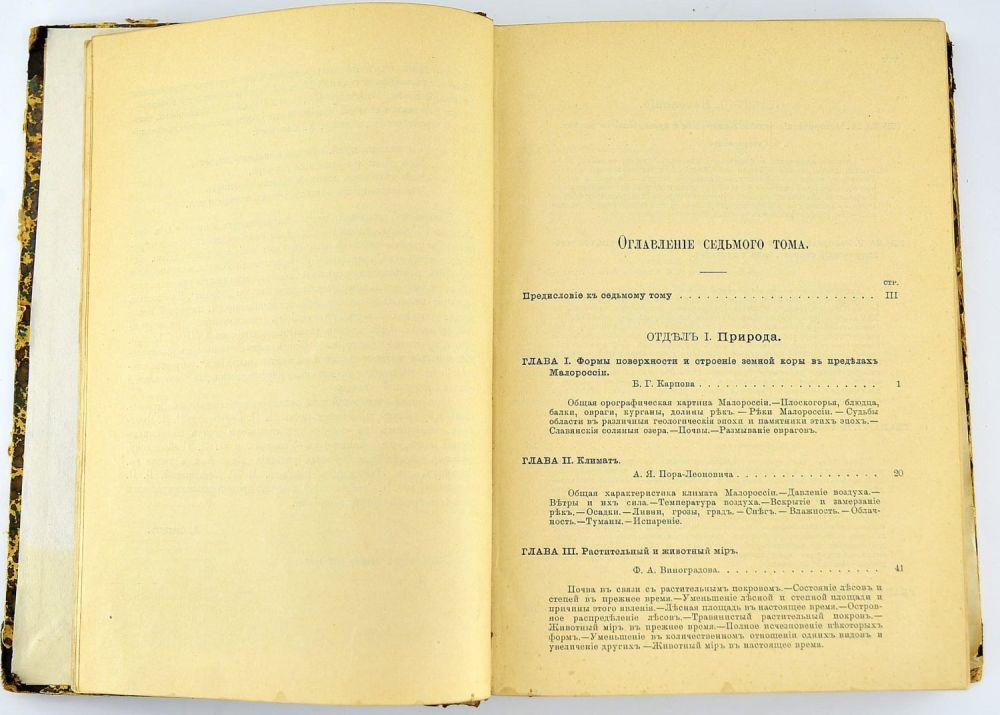 Оглавленіе седьмого тома.
стр.
Предисловіе къ седьмому тому . . . . . . . . . . . . . . . . . . . . . . III
ОТДѢЛЪ I. Природа.
ГЛАВА I. Формы поверхности и строеніе земной коры въ предѣлахъ
Малороссіи.
Б. Г. Карпова . . . . . . . . . . . . . . . . . . . . 1
Общая орографическая картина Малороссіи.—Плоскогорья, блюдца,
балки, овраги, курганы, долины рѣкъ. — Рѣки Малороссіи. — Судьбы
области въ различныя геологическія эпохи и памятники этихъ эпохъ.—
Славянскія соляныя озера.—Почвы.—Размываніе овраговъ.
ГЛАВА II. Климатъ.
А. Я. Пора-Леоновича . . . . . . . . . . . . . . . . 20
Общая характеристика климата Малороссіи.—Давленіе воздуха.—
Вѣтры и ихъ сила.—Температура воздуха.—Вскрытіе и замерзаніе
рѣкъ.—Осадки.—Ливни, грозы, градъ. — Снѣгъ. — Влажность. — Облач-
ность.—Туманы.—Испареніе.
ГЛАВА III. Растительный и животный міръ.
Ф. А. Виноградова. . . . . . . . . . . . . . . . . . 41
Почва въ связи съ растительнымъ покровомъ.—Состояніе лѣсовъ и
степей въ прежнее время.—Уменьшеніе лѣсной и степной площади и
причины этого явленія.—Лѣсная площадь въ настоящее время.—Остров-
ное распредѣленіе лѣсовъ.—Травянистый растительный покровъ.—
Животный міръ въ прежнее время.—Полное исчезновеніе нѣкоторыхъ
формъ.—Уменьшеніе въ количественномъ отношеніи однихъ видовъ и
увеличеніе другихъ —Животный міръ въ настоящее время.